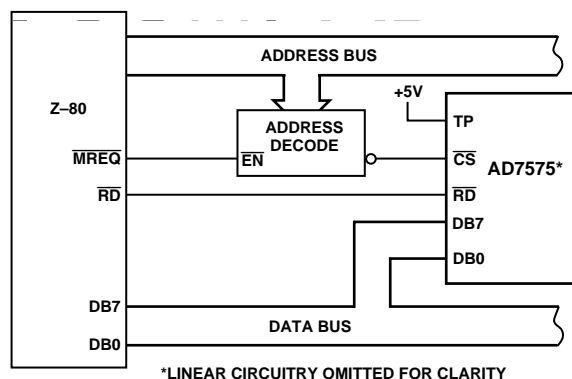 ADDRESS BUS
+5V
Z–80
ADDRESS
DECODE
TP
MREQ
EN
CS
AD7575*
RD
RD
DB7
DB0
DB7
DATA BUS
DB0
*LINEAR CIRCUITRY OMITTED FOR CLARITY